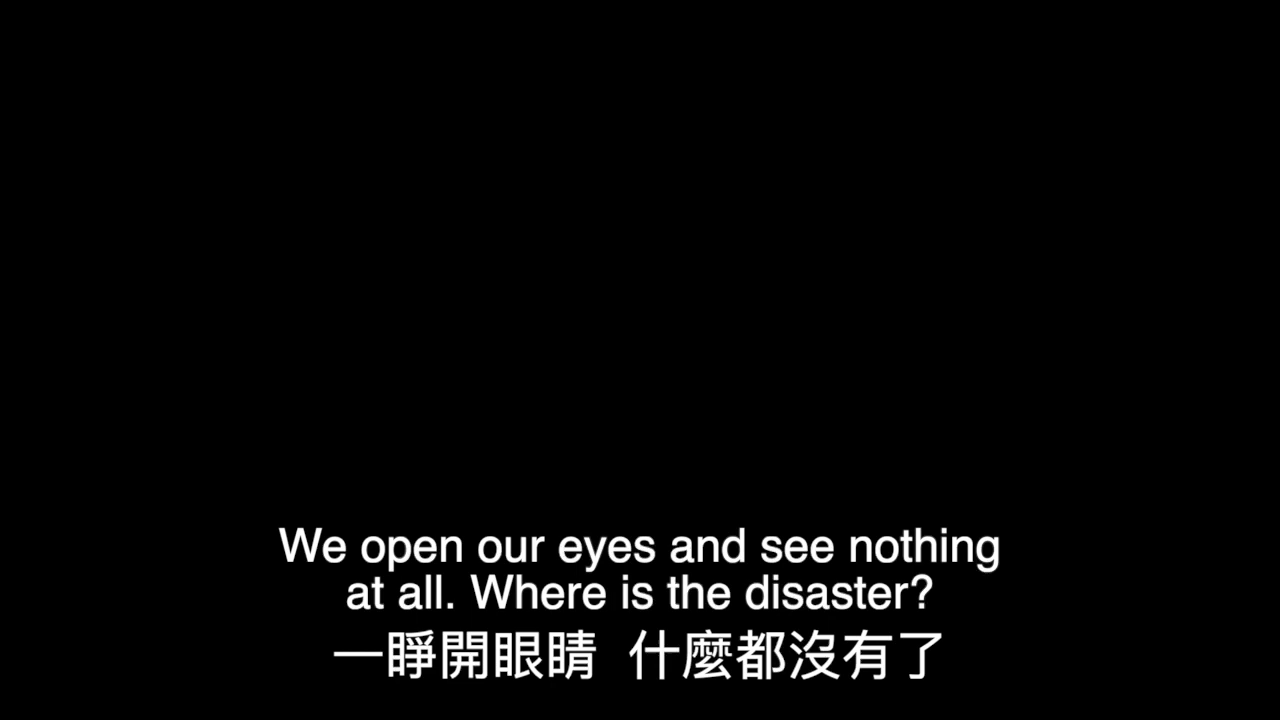 We open our eyes and see nothing
at all. Where is the disaster?
一睜開眼睛 什麼都沒有了